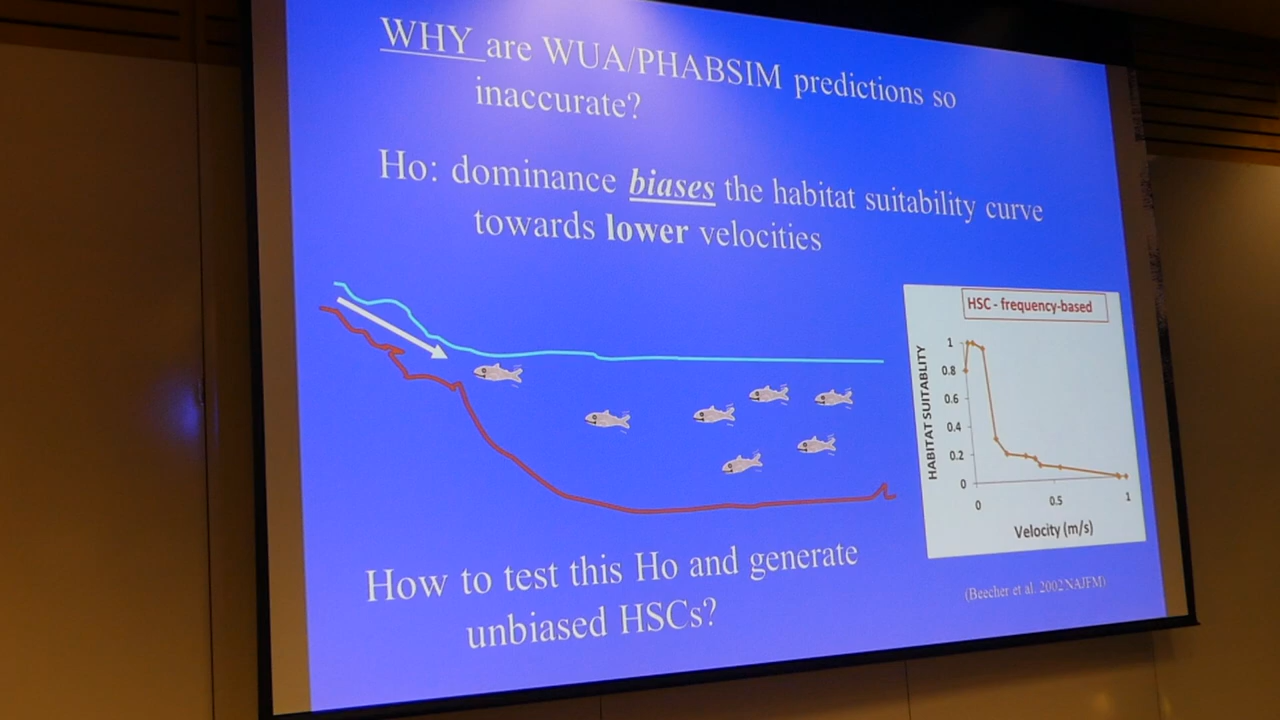 WHY are WUA/PHABSIM predictions so
inaccurate?
Ho: dominance biases the habitat suitability curve
towards lower velocities
HSC - frequency-based
HABITAT SUITABLITY
1
0.8
0.6
0.4
0.2
0
0
0.5
1
Velocity (m/s)
How to test this Ho and generate
unbiased HSCs?
(Beecher et al. 2002 NAJFM)